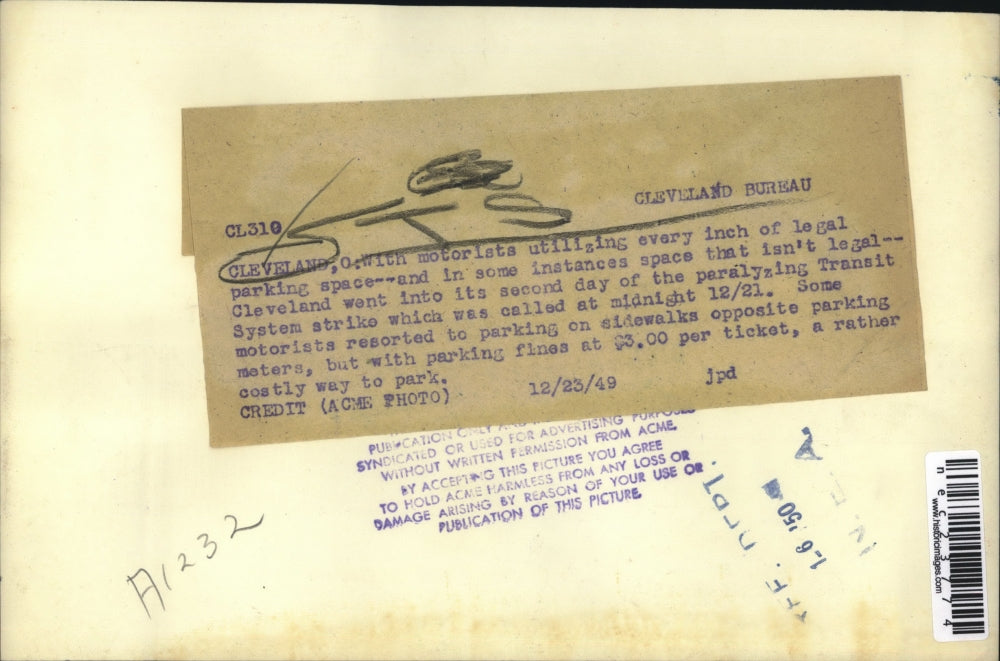 CLEVELAND BUREAU
CL310
CLEVELAND, O.-With motorists utilizing every inch of legal
parking space--and in some instances space that isn't legal--
Cleveland went into its second day of the paralyzing Transit
System strike which was called at midnight 12/21. Some
motorists resorted to parking on sidewalks opposite parking
meters, but with parking fines at $3.00 per ticket, a rather
costly way to park.
CREDIT (ACME PHOTO) 12/23/49 jpd
PUBLICATION ONLY AND
SYNDICATED OR USED FOR ADVERTISING PURPOSES
WITHOUT WRITTEN PERMISSION FROM ACME.
BY ACCEPTING THIS PICTURE YOU AGREE
TO HOLD ACME HARMLESS FROM ANY LOSS OR
DAMAGE ARISING BY REASON OF YOUR USE OR
PUBLICATION OF THIS PICTURE.
A1232
1-6 '50
www.historicimages.com
nec23774